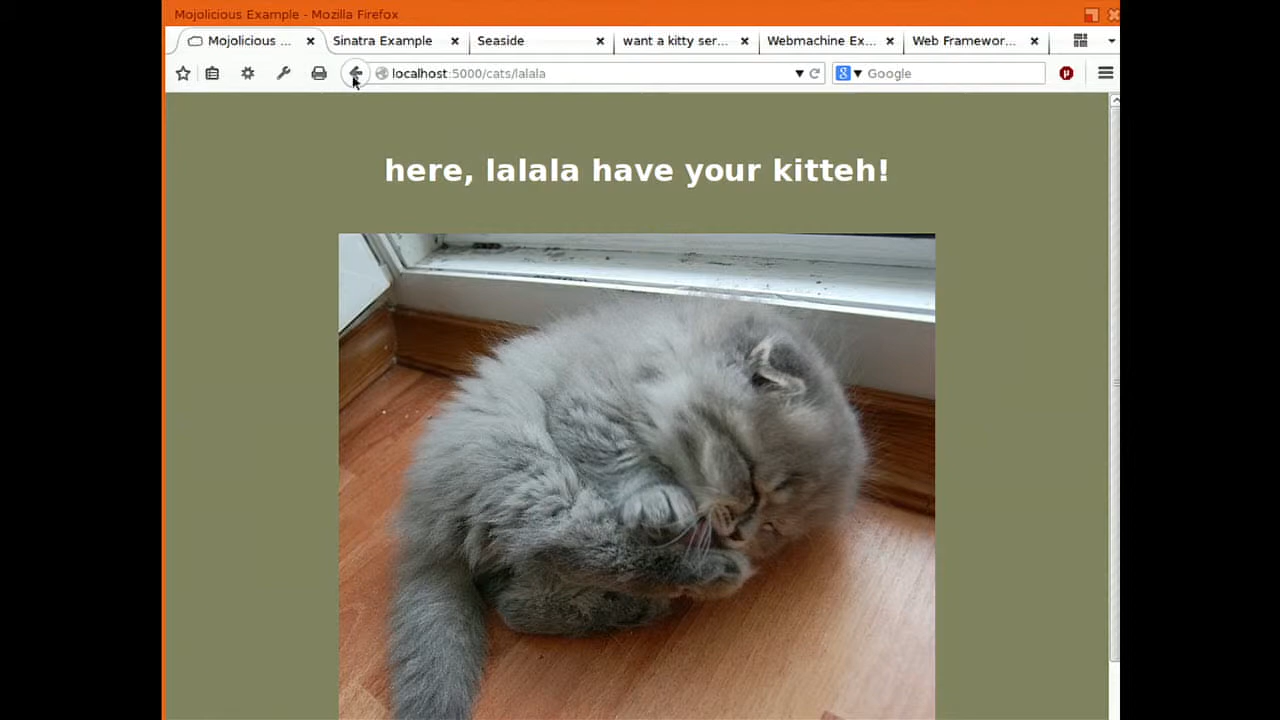 Mojolicious Example - Mozilla Firefox
Mojolicious ... Sinatra Example Seaside want a kitty ser... Webmachine Ex... Web Framewor...
localhost:5000/cats/lalala Google
here, lalala have your kitteh!